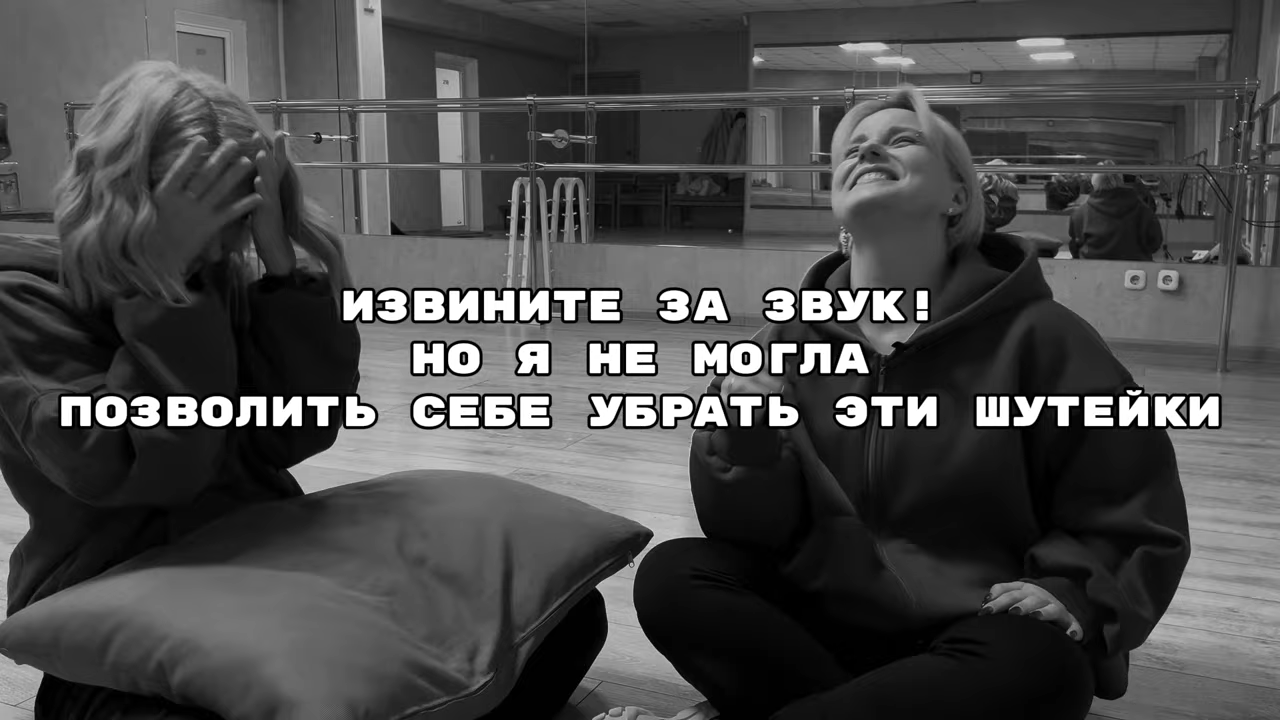 ИЗВИНИТЕ ЗА ЗВУК!
НО Я НЕ МОГЛА
ПОЗВОЛИТЬ СЕБЕ УБРАТЬ ЭТИ ШУТЕЙКИ